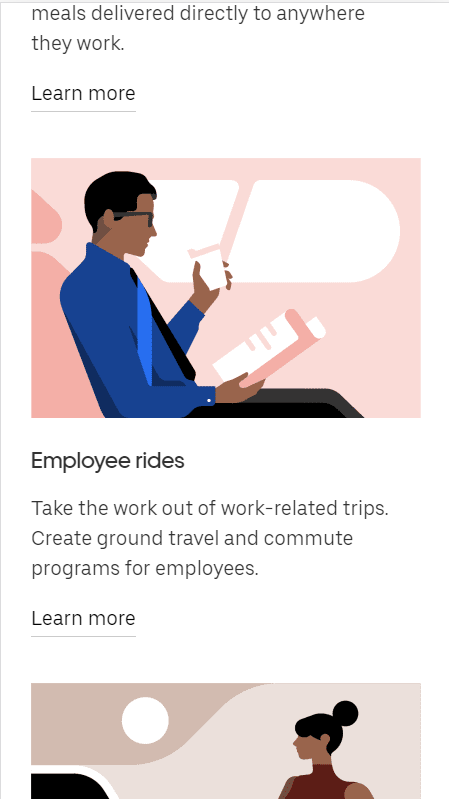 meals delivered directly to anywhere
they work.
Learn more
Employee rides
Take the work out of work-related trips.
Create ground travel and commute
programs for employees.
Learn more